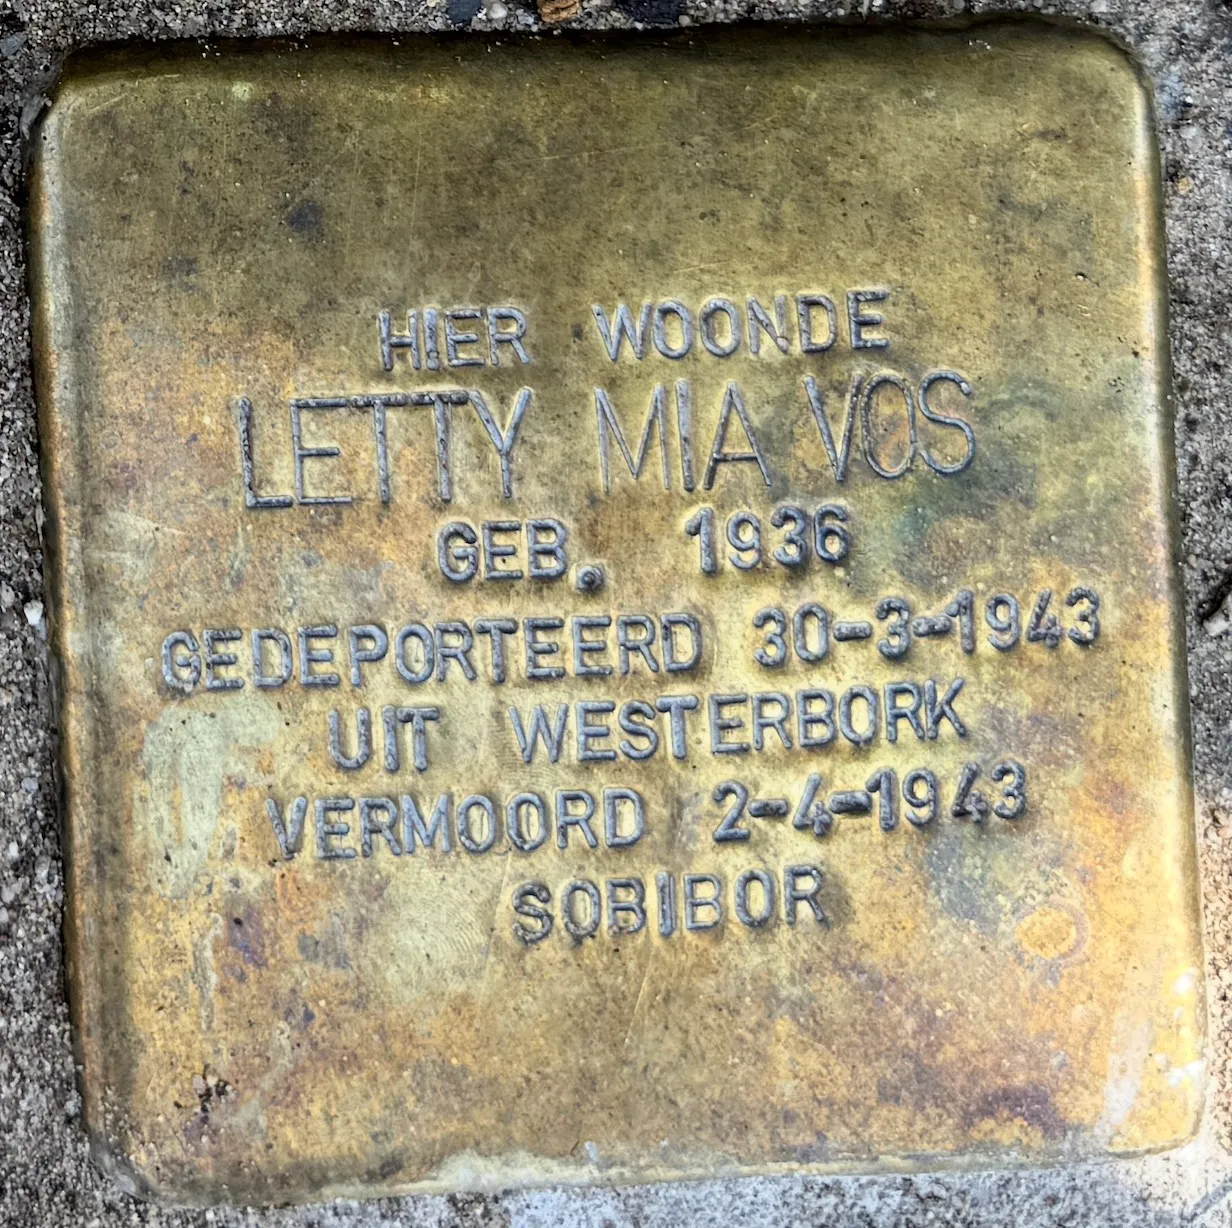 HIER WOONDE
LETTY MIA VOS
GEB. 1936
GEDEPORTEERD 30-3-1943
UIT WESTERBORK
VERMOORD 2-4-1943
SOBIBOR